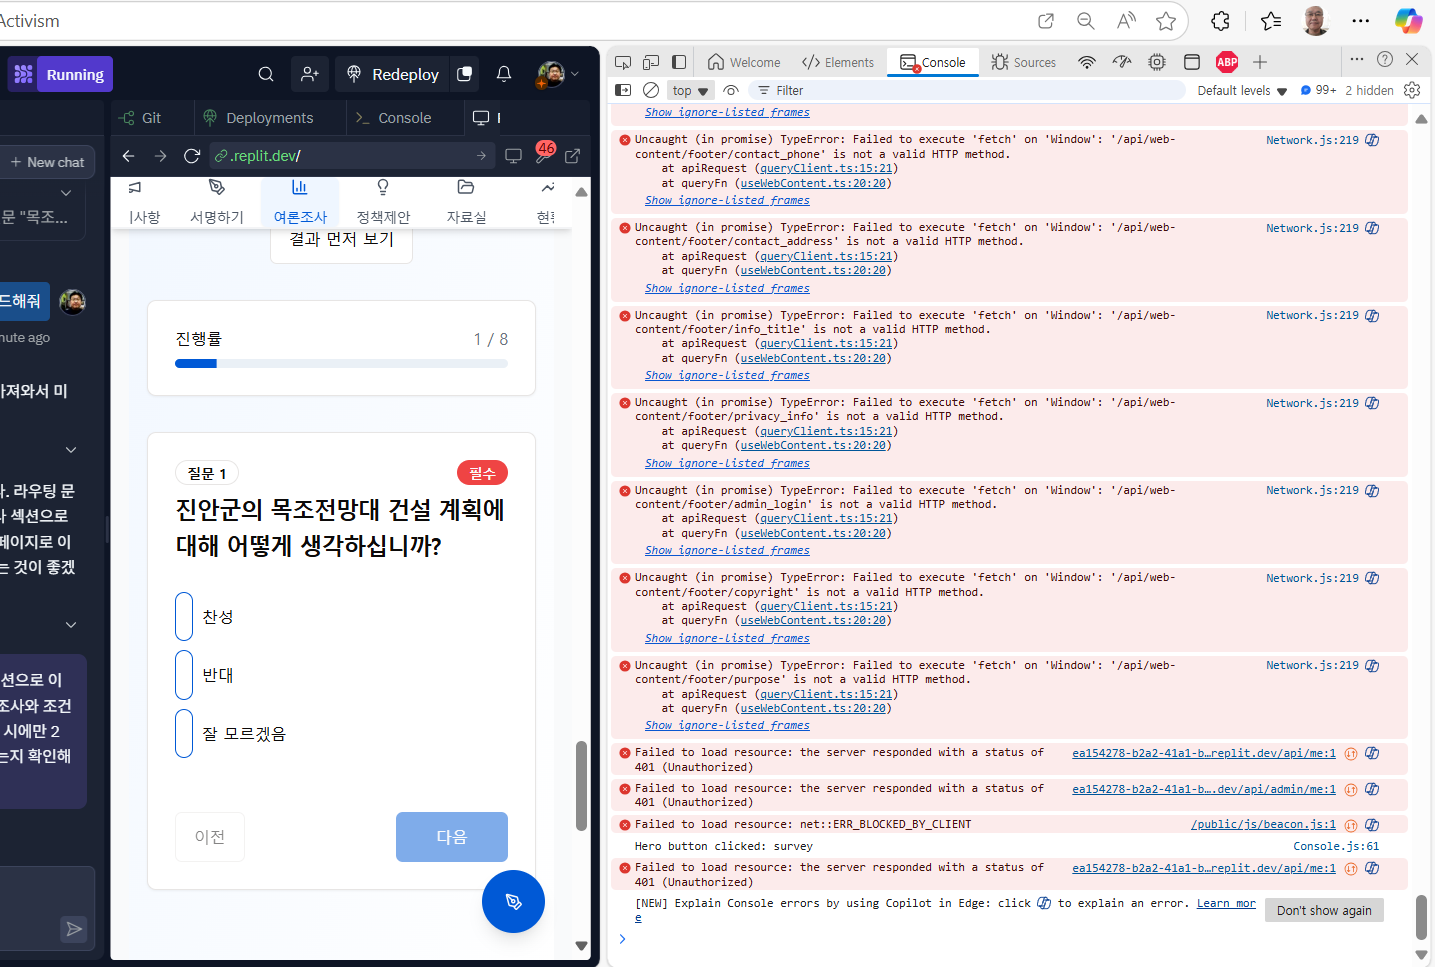 Activism
Running
Redeploy
Git
Deployments
Console
New chat
.replit.dev/
46
문 "목조...
드해줘
nute ago
가져와서 미
. 라우팅 문
사 섹션으로
페이지로 이
는 것이 좋겠
션으로 이
조사와 조건
시에만 2
는지 확인해
서명하기
여론조사
정책제안
자료실
결과 먼저 보기
진행률
1 / 8
질문 1
필수
진안군의 목조전망대 건설 계획에
대해 어떻게 생각하십니까?
찬성
반대
잘 모르겠음
이전
다음
Welcome
Elements
Console
Sources
ABP
top
Filter
Default levels
99+
2 hidden
Show ignore-listed frames
Uncaught (in promise) TypeError: Failed to execute 'fetch' on 'Window': '/api/web- Network.js:219
content/footer/contact_phone' is not a valid HTTP method.
at apiRequest (queryClient.ts:15:21)
at queryFn (useWebContent.ts:20:20)
Show ignore-listed frames
Uncaught (in promise) TypeError: Failed to execute 'fetch' on 'Window': '/api/web- Network.js:219
content/footer/contact_address' is not a valid HTTP method.
at apiRequest (queryClient.ts:15:21)
at queryFn (useWebContent.ts:20:20)
Show ignore-listed frames
Uncaught (in promise) TypeError: Failed to execute 'fetch' on 'Window': '/api/web- Network.js:219
content/footer/info_title' is not a valid HTTP method.
at apiRequest (queryClient.ts:15:21)
at queryFn (useWebContent.ts:20:20)
Show ignore-listed frames
Uncaught (in promise) TypeError: Failed to execute 'fetch' on 'Window': '/api/web- Network.js:219
content/footer/privacy_info' is not a valid HTTP method.
at apiRequest (queryClient.ts:15:21)
at queryFn (useWebContent.ts:20:20)
Show ignore-listed frames
Uncaught (in promise) TypeError: Failed to execute 'fetch' on 'Window': '/api/web- Network.js:219
content/footer/admin_login' is not a valid HTTP method.
at apiRequest (queryClient.ts:15:21)
at queryFn (useWebContent.ts:20:20)
Show ignore-listed frames
Uncaught (in promise) TypeError: Failed to execute 'fetch' on 'Window': '/api/web- Network.js:219
content/footer/copyright' is not a valid HTTP method.
at apiRequest (queryClient.ts:15:21)
at queryFn (useWebContent.ts:20:20)
Show ignore-listed frames
Uncaught (in promise) TypeError: Failed to execute 'fetch' on 'Window': '/api/web- Network.js:219
content/footer/purpose' is not a valid HTTP method.
at apiRequest (queryClient.ts:15:21)
at queryFn (useWebContent.ts:20:20)
Show ignore-listed frames
Failed to load resource: the server responded with a status of ea154278-b2a2-41a1-b…replit.dev/api/me:1
401 (Unauthorized)
Failed to load resource: the server responded with a status of ea154278-b2a2-41a1-b….dev/api/admin/me:1
401 (Unauthorized)
Failed to load resource: net::ERR_BLOCKED_BY_CLIENT /public/js/beacon.js:1
Hero button clicked: survey Console.js:61
Failed to load resource: the server responded with a status of ea154278-b2a2-41a1-b…replit.dev/api/me:1
401 (Unauthorized)
[NEW] Explain Console errors by using Copilot in Edge: click to explain an error. Learn mor
e
Don't show again